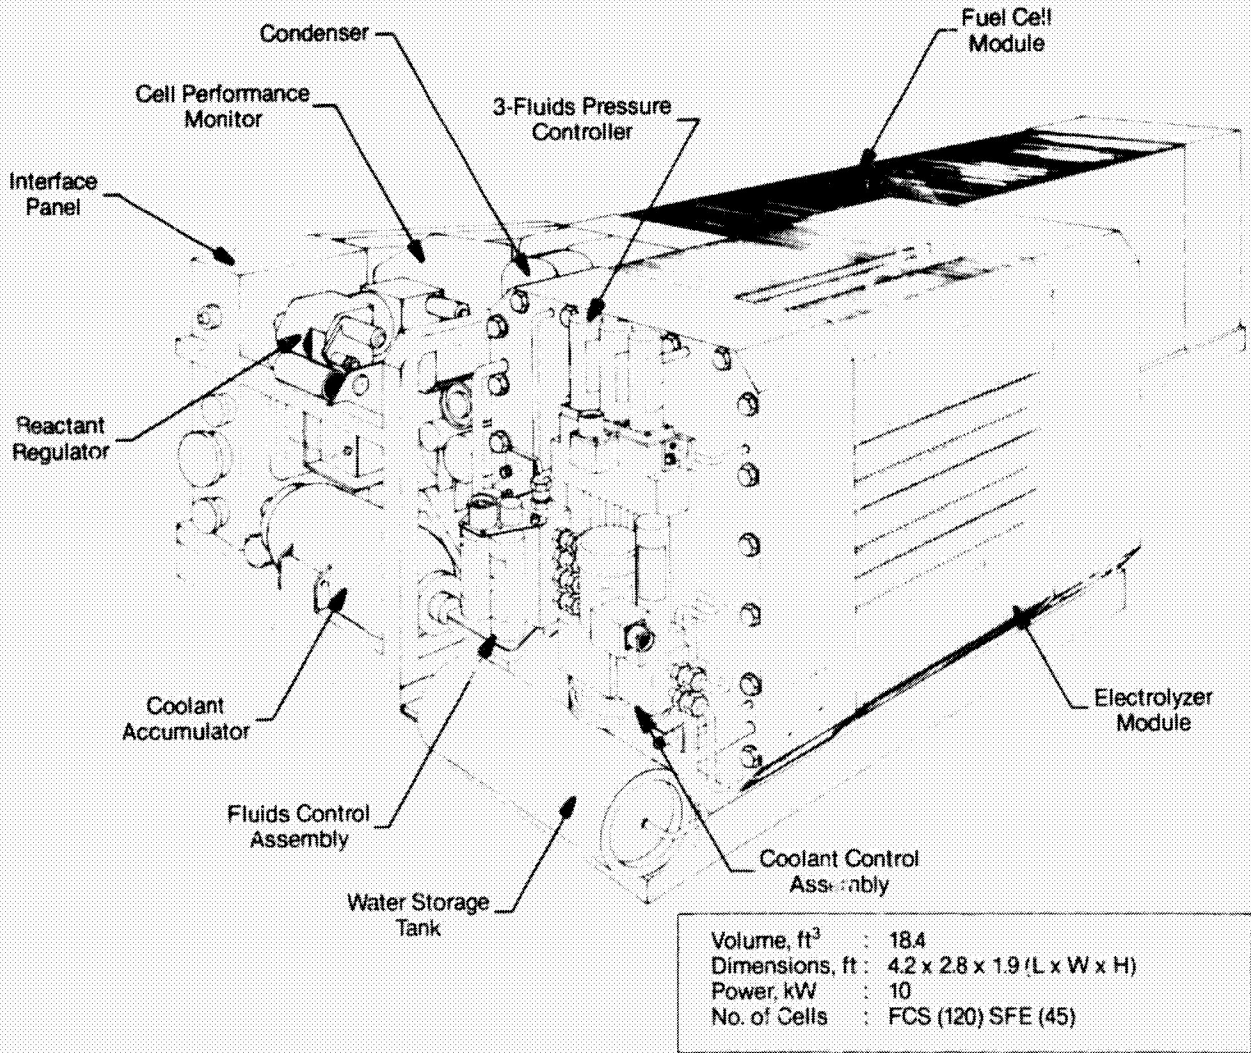 Condenser
Fuel Cell
Module
Cell Performance
Monitor
3-Fluids Pressure
Controller
Interface
Panel
Reactant
Regulator
Coolant
Accumulator
Electrolyzer
Module
Fluids Control
Assembly
Coolant Control
Assembly
Water Storage
Tank
Volume, ft³ : 18.4
Dimensions, ft : 4.2 x 2.8 x 1.9 (L x W x H)
Power, kW : 10
No. of Cells : FCS (120) SFE (45)